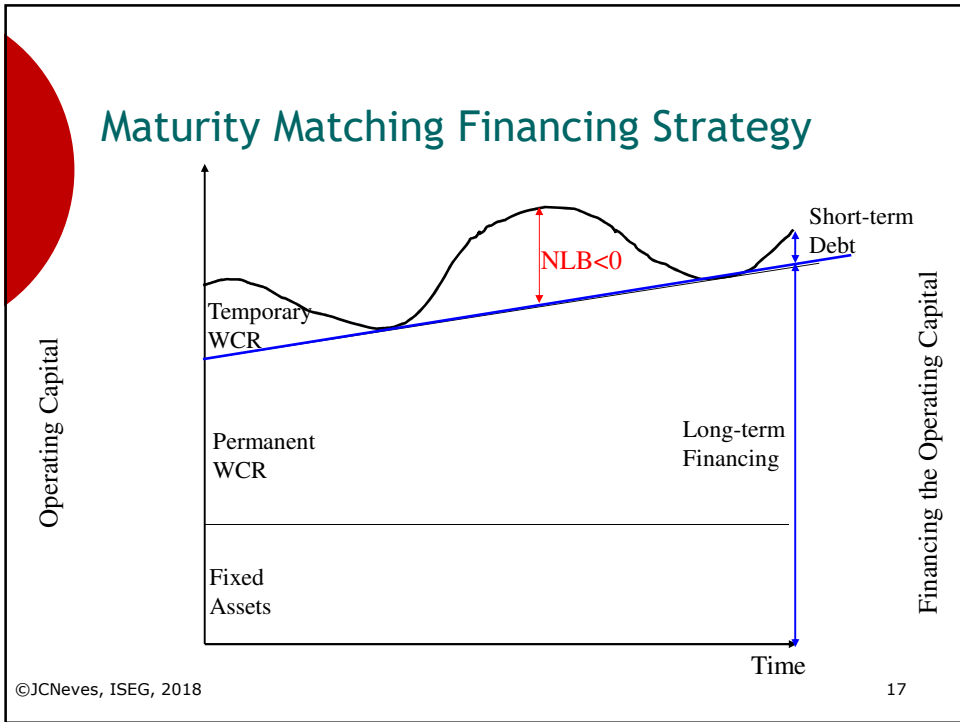 Maturity Matching Financing Strategy
Operating Capital
Temporary
WCR
Permanent
WCR
Fixed
Assets
NLB<0
Short-term
Debt
Long-term
Financing
Financing the Operating Capital
Time
©JCNeves, ISEG, 2018
17